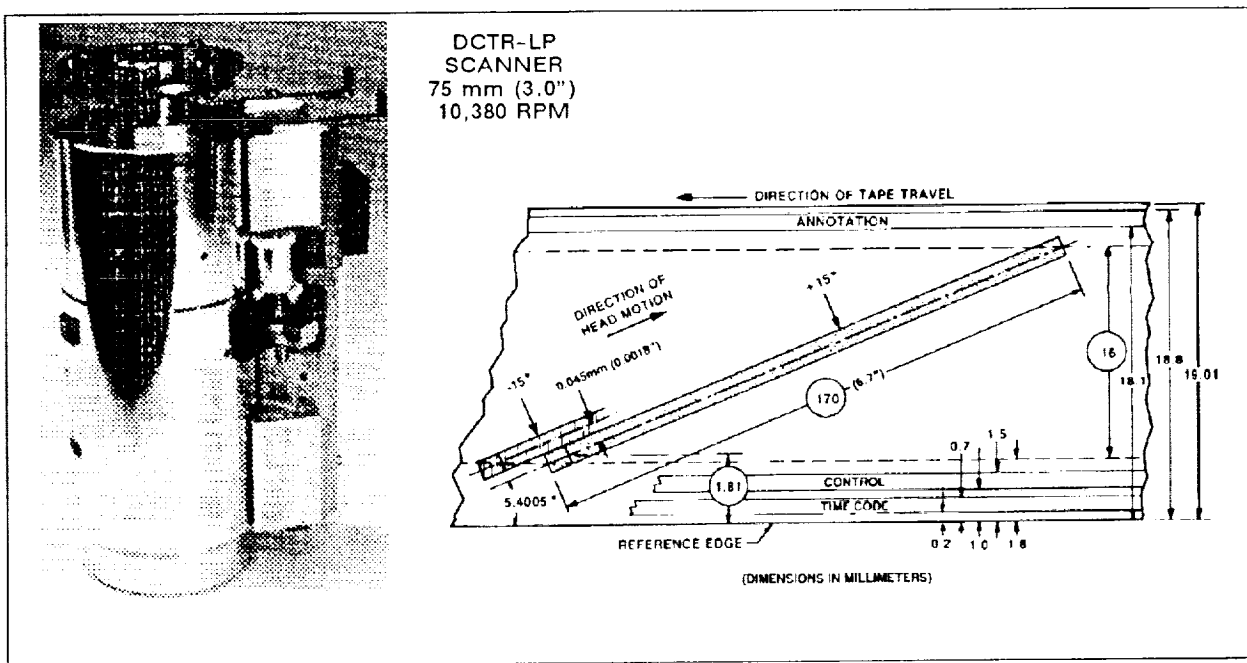 DCTR-LP
SCANNER
75 mm (3.0")
10,380 RPM
DIRECTION OF TAPE TRAVEL
ANNOTATION
DIRECTION OF
HEAD MOTION
+15°
-15°
0.045mm (0.0018")
16
18.1
18.8
19.01
170
(6.7")
1.5
0.7
1.81
CONTROL
5.4005°
TIME CODE
REFERENCE EDGE
0.2
1.0
1.6
(DIMENSIONS IN MILLIMETERS)